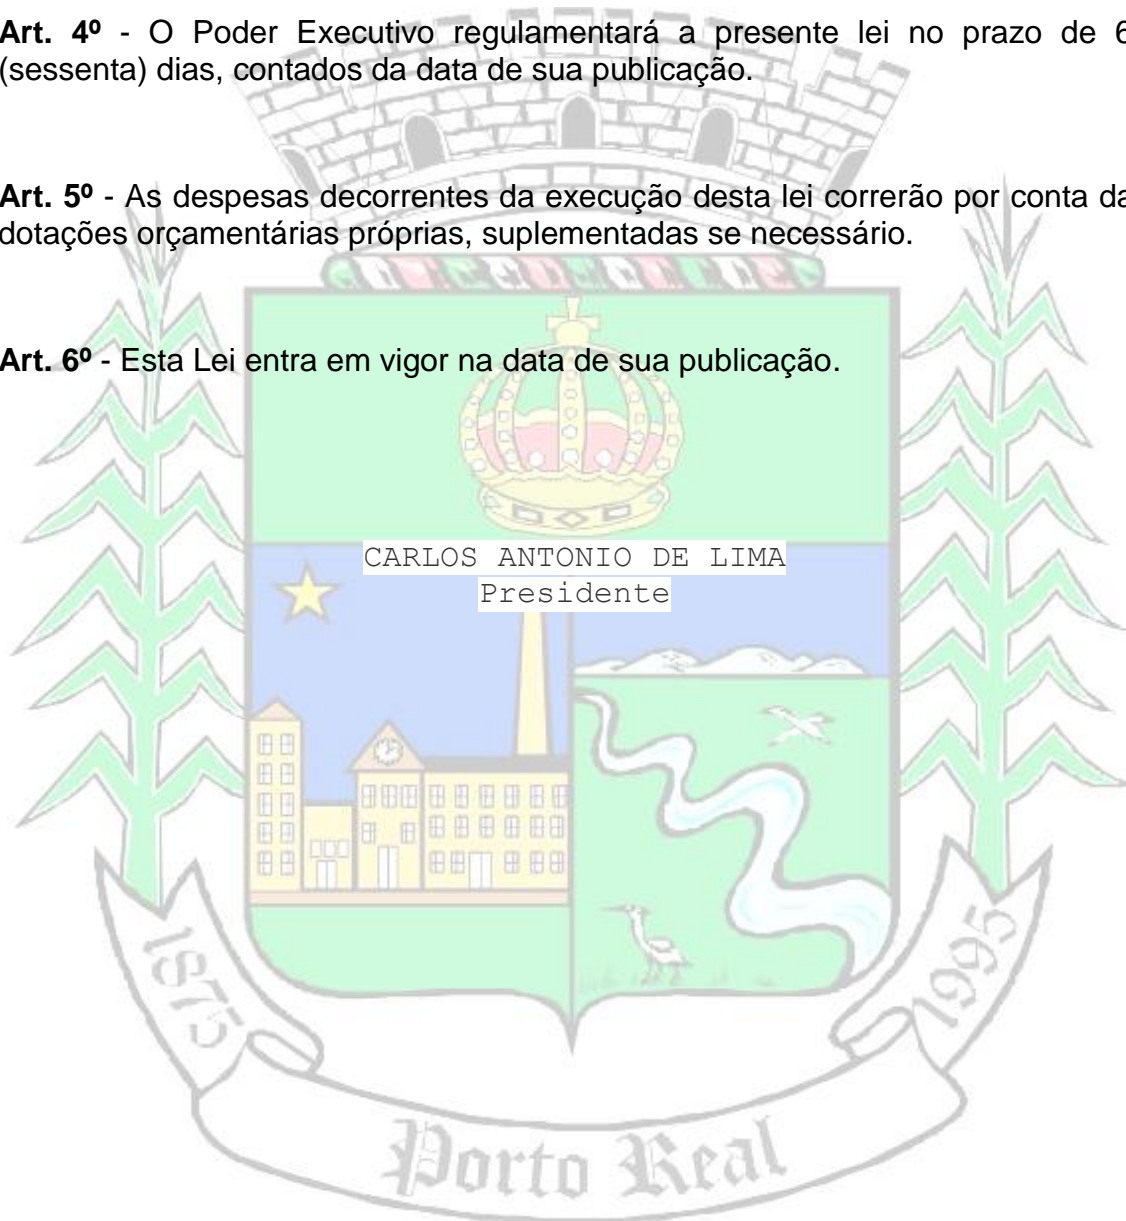 Art. 4º - O Poder Executivo regulamentará a presente lei no prazo de 6
(sessenta) dias, contados da data de sua publicação.
Art. 5º - As despesas decorrentes da execução desta lei correrão por conta da
dotações orçamentárias próprias, suplementadas se necessário.
Art. 6º - Esta Lei entra em vigor na data de sua publicação.
CARLOS ANTONIO DE LIMA
Presidente
1875
1995
Porto Real